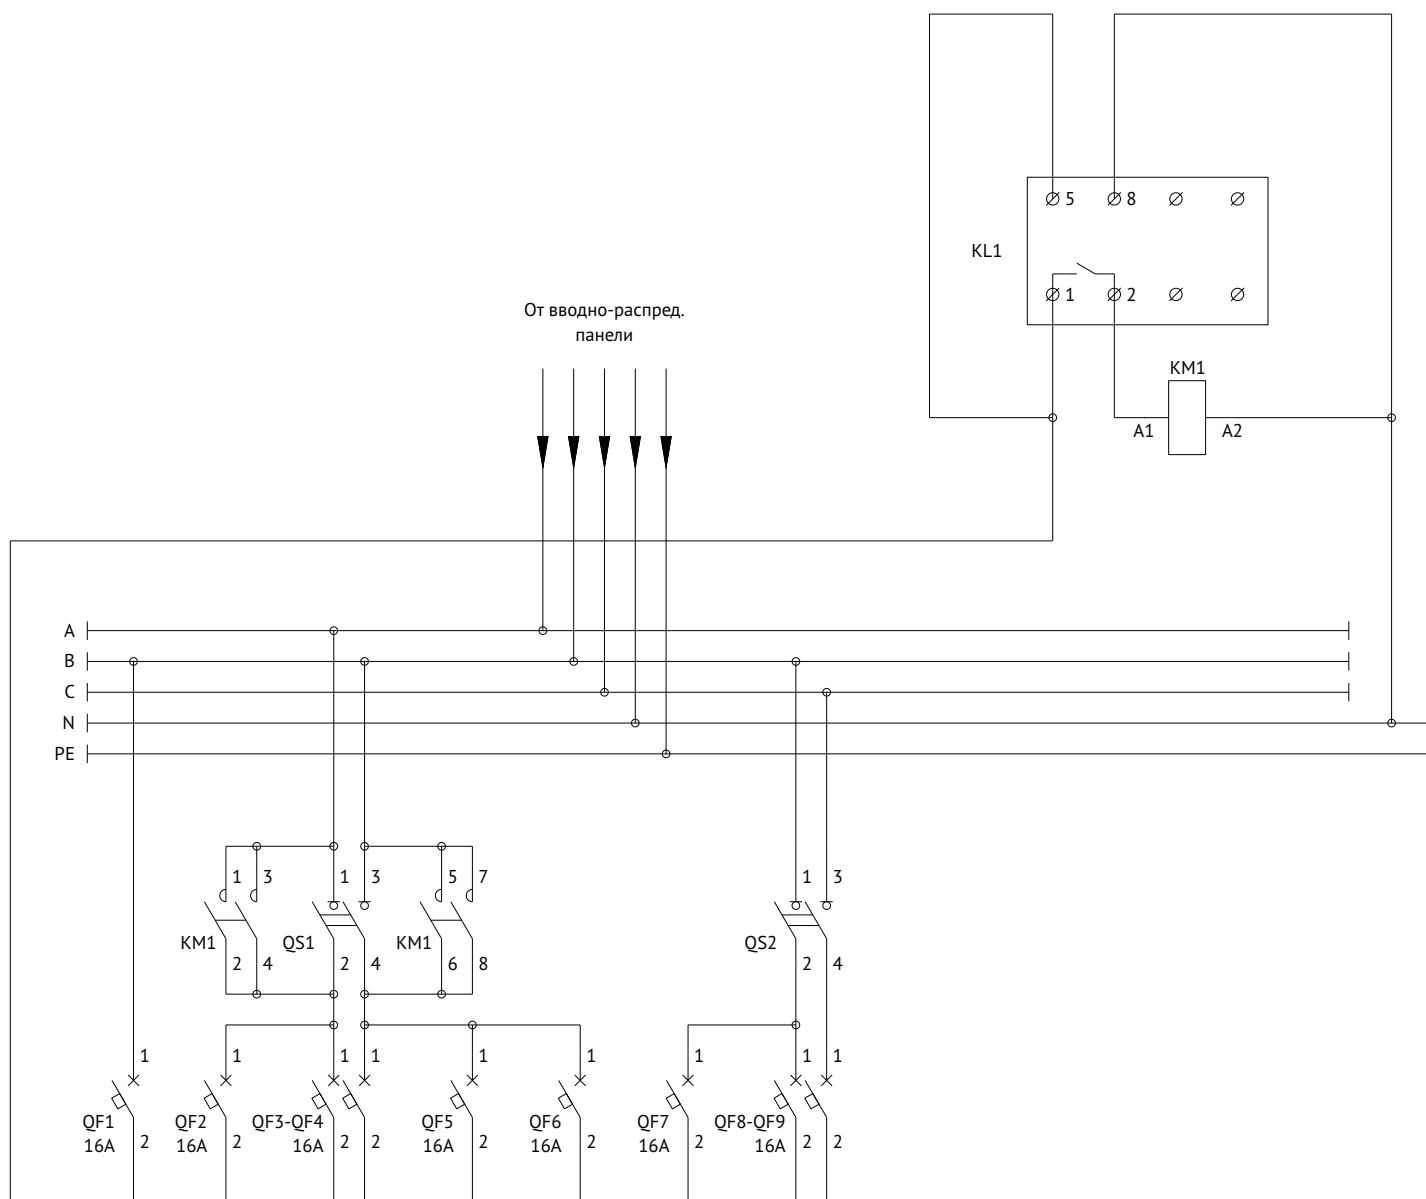 5 8
KL1
1 2
От вводно-распред.
панели
KM1
A1 A2
A
B
C
N
PE
1 3 1 3 5 7 1 3
KM1 QS1 KM1 QS2
2 4 2 4 6 8 2 4
1 1 1 1 1 1 1 1 1
QF1 QF2 QF3-QF4 QF5 QF6 QF7 QF8-QF9
16A 2 16A 2 16A 2 2 16A 2 16A 2 16A 2 16A 2 2